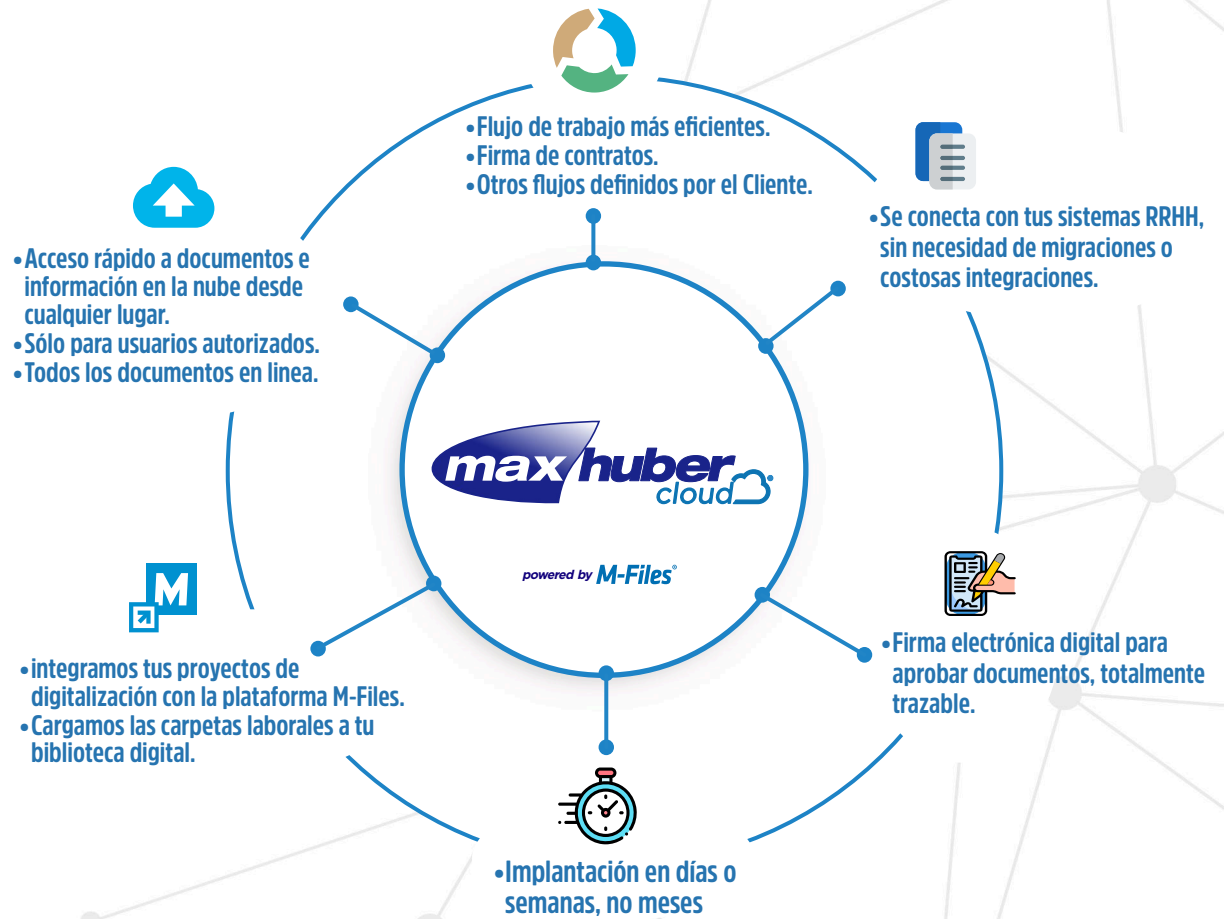 •Flujo de trabajo más eficientes.
•Firma de contratos.
•Otros flujos definidos por el Cliente.
•Se conecta con tus sistemas RRHH,
sin necesidad de migraciones o
costosas integraciones.
•Acceso rápido a documentos e
información en la nube desde
cualquier lugar.
•Sólo para usuarios autorizados.
•Todos los documentos en linea.
max huber
cloud
powered by M-Files®
M
•integramos tus proyectos de
digitalización con la plataforma M-Files.
•Cargamos las carpetas laborales a tu
biblioteca digital.
•Firma electrónica digital para
aprobar documentos, totalmente
trazable.
•Implantación en días o
semanas, no meses